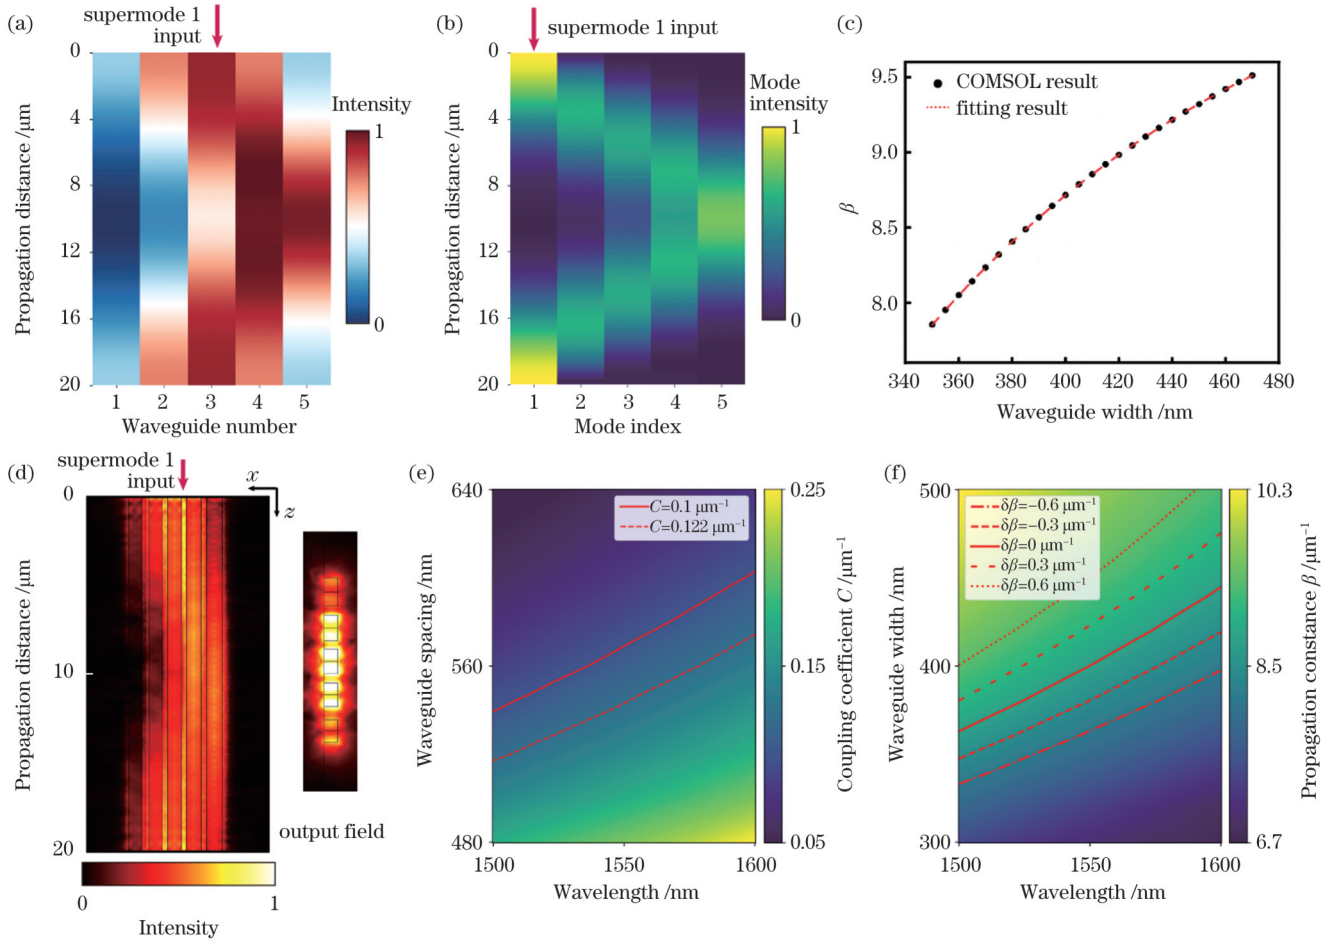 (a)
supermode 1
input
0
4
8
12
16
20
Propagation distance /μm
1 2 3 4 5
Waveguide number
Intensity
1
0
(b)
supermode 1 input
0
4
8
12
16
20
Propagation distance /μm
1 2 3 4 5
Mode index
Mode
intensity
1
0
(c)
COMSOL result
fitting result
9.5
9.0
8.5
8.0
β
340 360 380 400 420 440 460 480
Waveguide width /nm
(d)
supermode 1
input
x
z
0
10
20
Propagation distance /μm
output field
0 1
Intensity
(e)
640
560
480
Waveguide spacing /nm
C=0.1 μm⁻¹
C=0.122 μm⁻¹
1500 1550 1600
Wavelength /nm
0.25
0.15
0.05
Coupling coefficient C /μm⁻¹
(f)
500
400
300
Waveguide width /nm
δβ=−0.6 μm⁻¹
δβ=−0.3 μm⁻¹
δβ=0 μm⁻¹
δβ=0.3 μm⁻¹
δβ=0.6 μm⁻¹
1500 1550 1600
Wavelength /nm
10.3
8.5
6.7
Propagation constance β /μm⁻¹